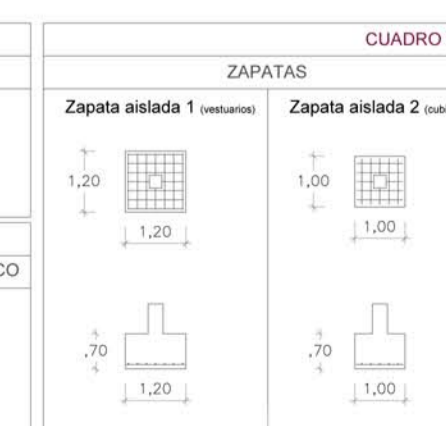 CUADRO
ZAPATAS
Zapata aislada 1 (vestuarios)
Zapata aislada 2
1,20
1,20
1,00
1,00
CO
,70
1,20
,70
1,00